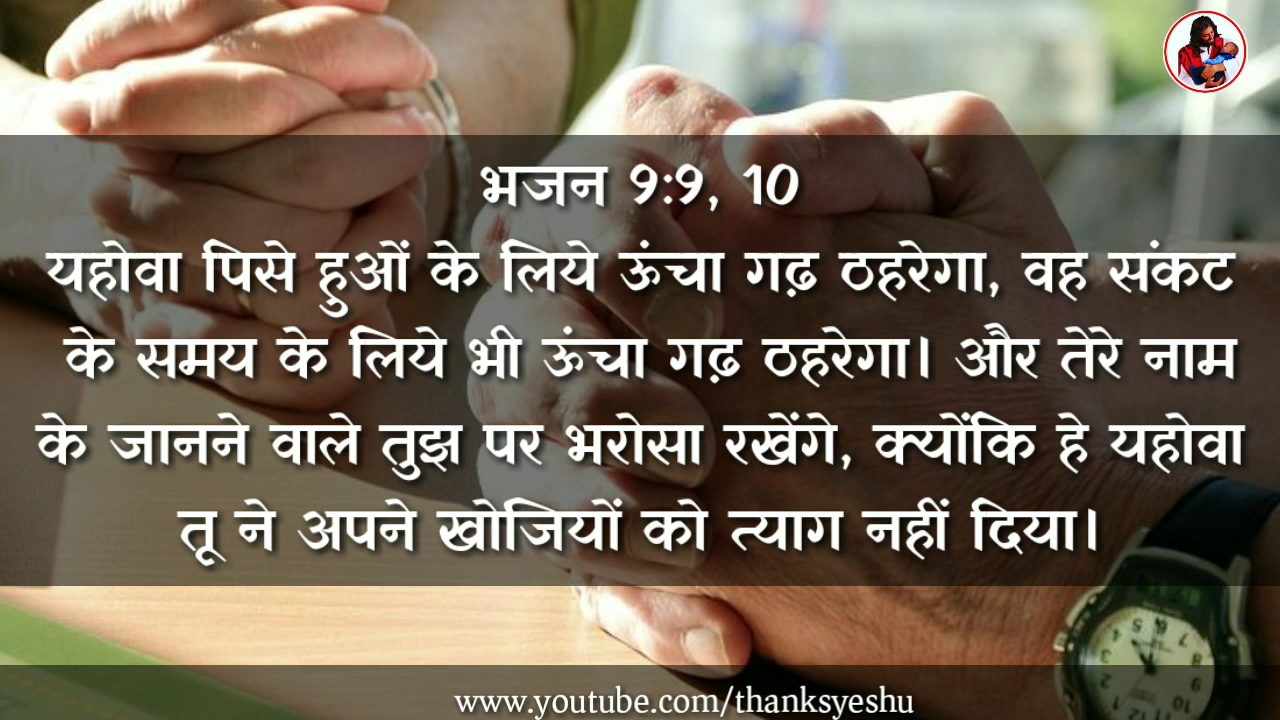 भजन 9:9, 10
यहोवा पिसे हुओं के लिये ऊंचा गढ़ ठहरेगा, वह संकट
के समय के लिये भी ऊंचा गढ़ ठहरेगा। और तेरे नाम
के जानने वाले तुझ पर भरोसा रखेंगे, क्योंकि हे यहोवा
तू ने अपने खोजियों को त्याग नहीं दिया।
www.youtube.com/thanksyeshu